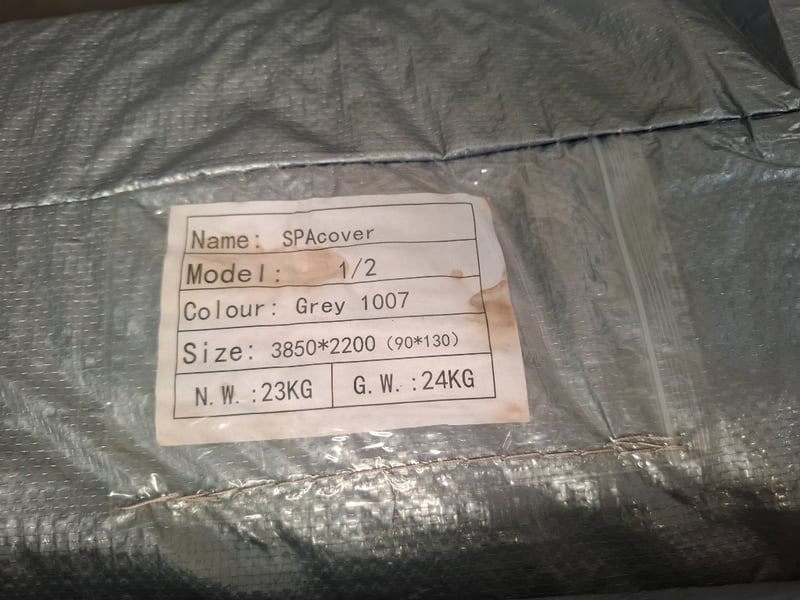 Name: SPAcover
Model: 1/2
Colour: Grey 1007
Size: 3850*2200 (90*130)
N.W.:23KG G.W.:24KG